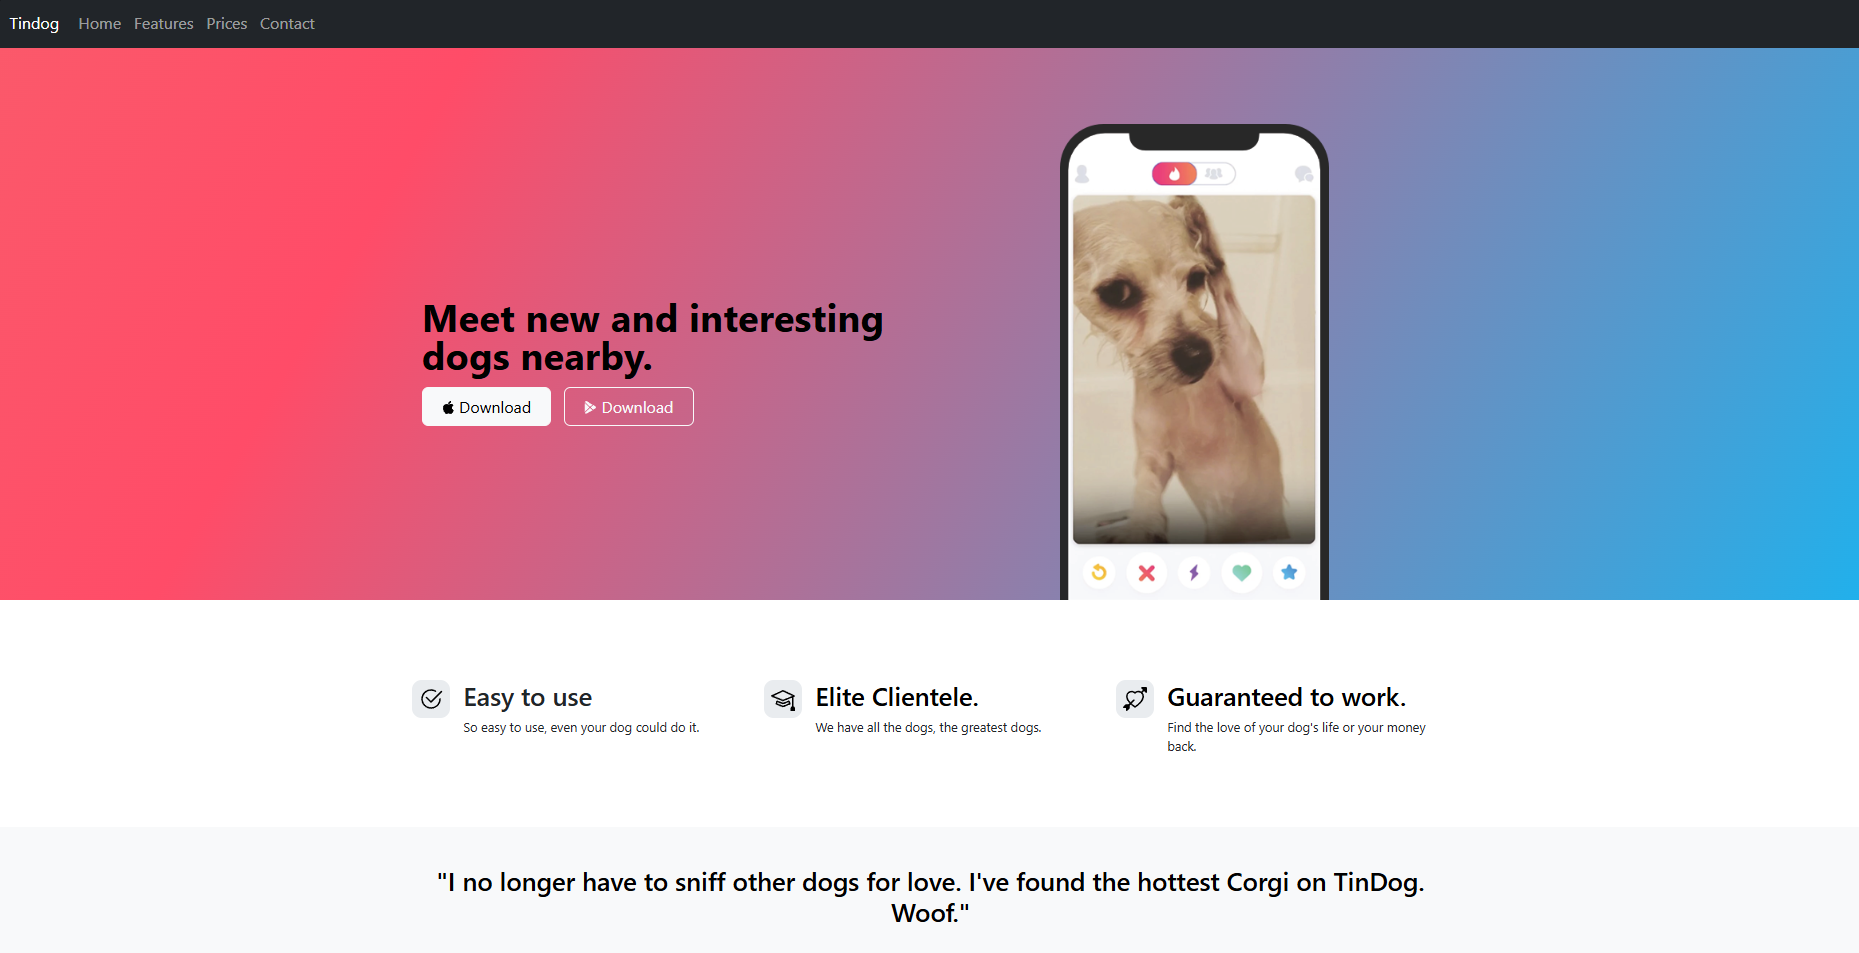 Tindog Home Features Prices Contact
Meet new and interesting
dogs nearby.
Download Download
Easy to use
So easy to use, even your dog could do it.
Elite Clientele.
We have all the dogs, the greatest dogs.
Guaranteed to work.
Find the love of your dog's life or your money
back.
"I no longer have to sniff other dogs for love. I've found the hottest Corgi on TinDog.
Woof."